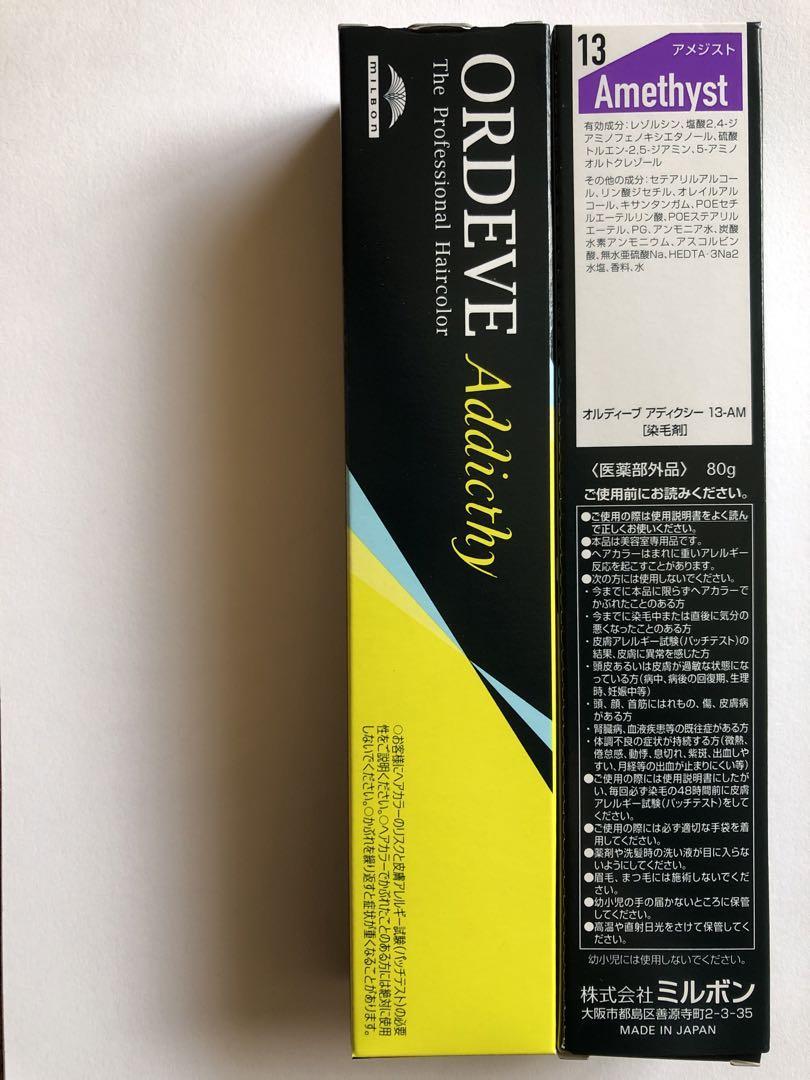 MILBON
ORDEVE Addicthy
The Professional Haircolor
○お客様にヘアカラーのリスクと皮膚アレルギー試験(パッチテスト)の必要
性をご説明ください。○ヘアカラーでかぶれたことのある方には絶対に使用
しないでください。○かぶれを繰り返すと症状が重くなることがあります。
13
アメジスト
Amethyst
有効成分:レゾルシン、塩酸2,4-ジ
アミノフェノキシエタノール、硫酸
トルエン-2,5-ジアミン、5-アミノ
オルトクレゾール
その他の成分:セテアリルアルコー
ル、リン酸ジセチル、オレイルアル
コール、キサンタンガム、POEセチ
ルエーテルリン酸、POEステアリル
エーテル、PG、アンモニア水、炭酸
水素アンモニウム、アスコルビン
酸、無水亜硫酸Na、HEDTA・3Na2
水塩、香料、水
オルディーブ アディクシー 13-AM
[染毛剤]
〈医薬部外品〉 80g
ご使用前にお読みください。
●ご使用の際は使用説明書をよく読ん
で正しくお使いください。
●本品は美容室専用品です。
●ヘアカラーはまれに重いアレルギー
反応を起こすことがあります。
●次の方には使用しないでください。
・今までに本品に限らずヘアカラーで
かぶれたことのある方
・今までに染毛中または直後に気分の
悪くなったことのある方
・皮膚アレルギー試験(パッチテスト)の
結果、皮膚に異常を感じた方
・頭皮あるいは皮膚が過敏な状態にな
っている方(病中、病後の回復期、生理
時、妊娠中等)
・頭、顔、首筋にはれもの、傷、皮膚病
がある方
・腎臓病、血液疾患等の既往症がある方
・体調不良の症状が持続する方(微熱、
倦怠感、動悸、息切れ、紫斑、出血しや
すい、月経等の出血が止まりにくい等)
●ご使用の際には使用説明書にしたが
い、毎回必ず染毛の48時間前に皮膚
アレルギー試験(パッチテスト)をして
ください。
●ご使用の際には必ず適切な手袋を着
用してください。
●薬剤や洗髪時の洗い液が目に入らな
いようにしてください。
●眉毛、まつ毛には施術しないでくだ
さい。
●幼小児の手の届かないところに保管
してください。
●高温や直射日光をさけて保管してく
ださい。
幼小児には使用しないでください。
株式会社 ミルボン
大阪市都島区善源寺町2-3-35
MADE IN JAPAN